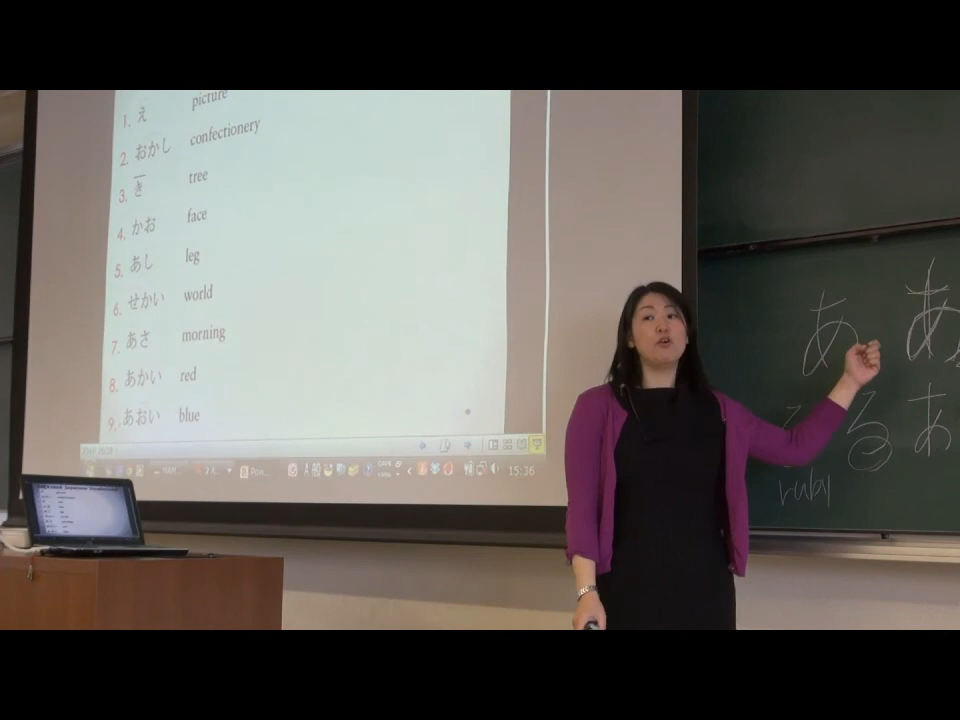 1. え picture
2. おかし confectionery
3. き tree
4. かお face
5. あし leg
6. せかい world
7. あさ morning
8. あかい red
9. あおい blue
15:36
あ あ
る あ